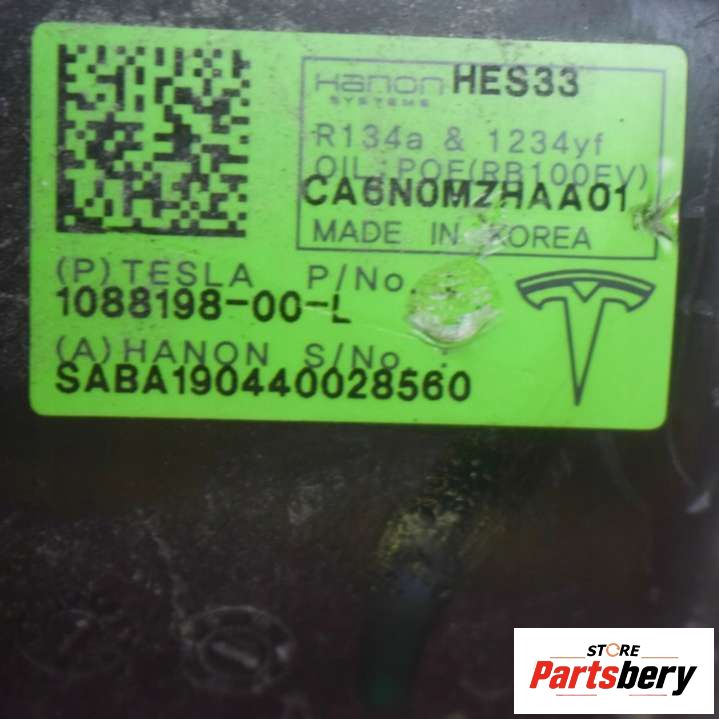 Hanon HES33
SYSTEMS
R134a & 1234yf
OIL:POE(RB100EV)
CA6N0MZHAA01
MADE IN KOREA
(P)TESLA P/No.
1088198-00-L
(A)HANON S/No. :
SABA190440028560
STORE
Partsbery